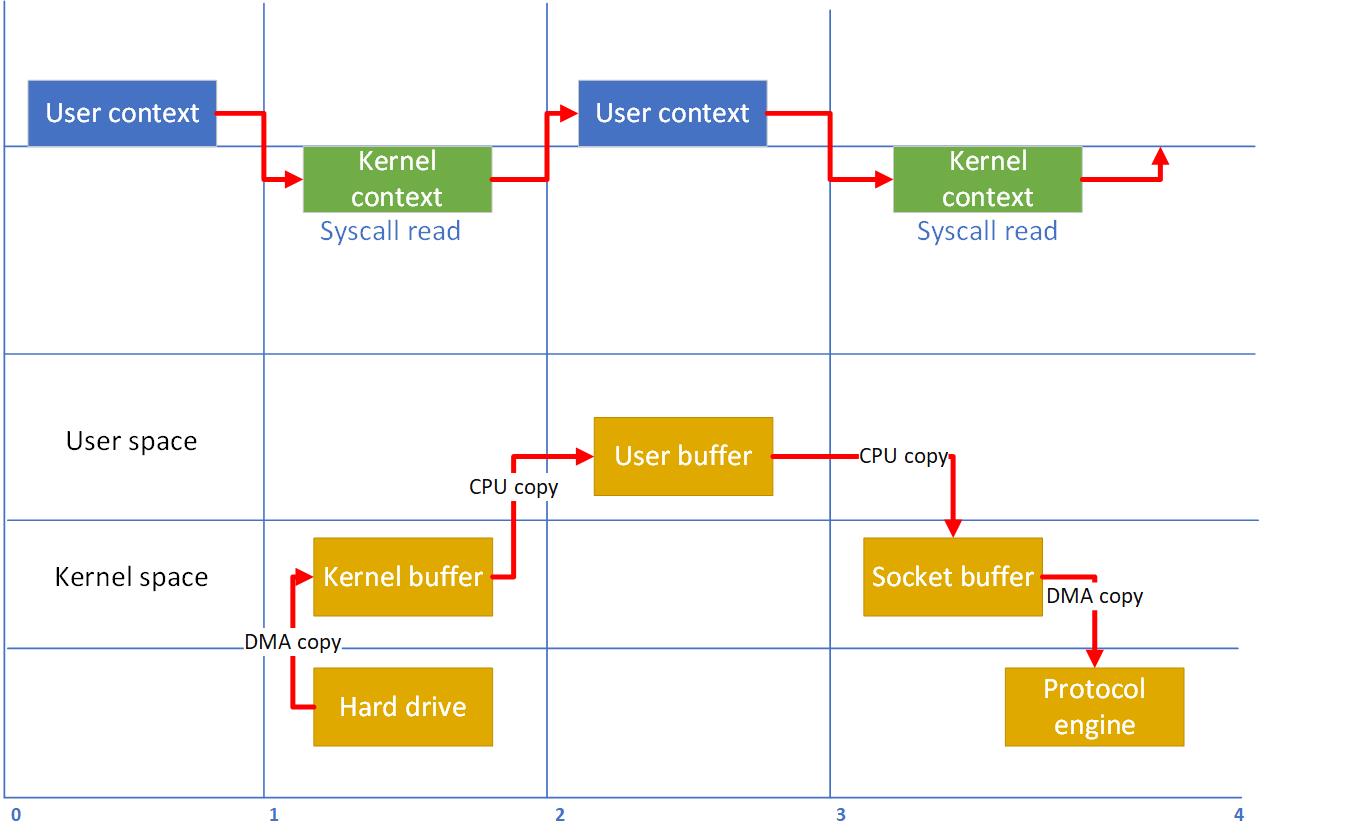 User context
User context
Kernel
context
Kernel
context
Syscall read
Syscall read
User space
User buffer
CPU copy
CPU copy
Kernel space
Kernel buffer
Socket buffer
DMA copy
DMA copy
Hard drive
Protocol
engine
0
1
2
3
4